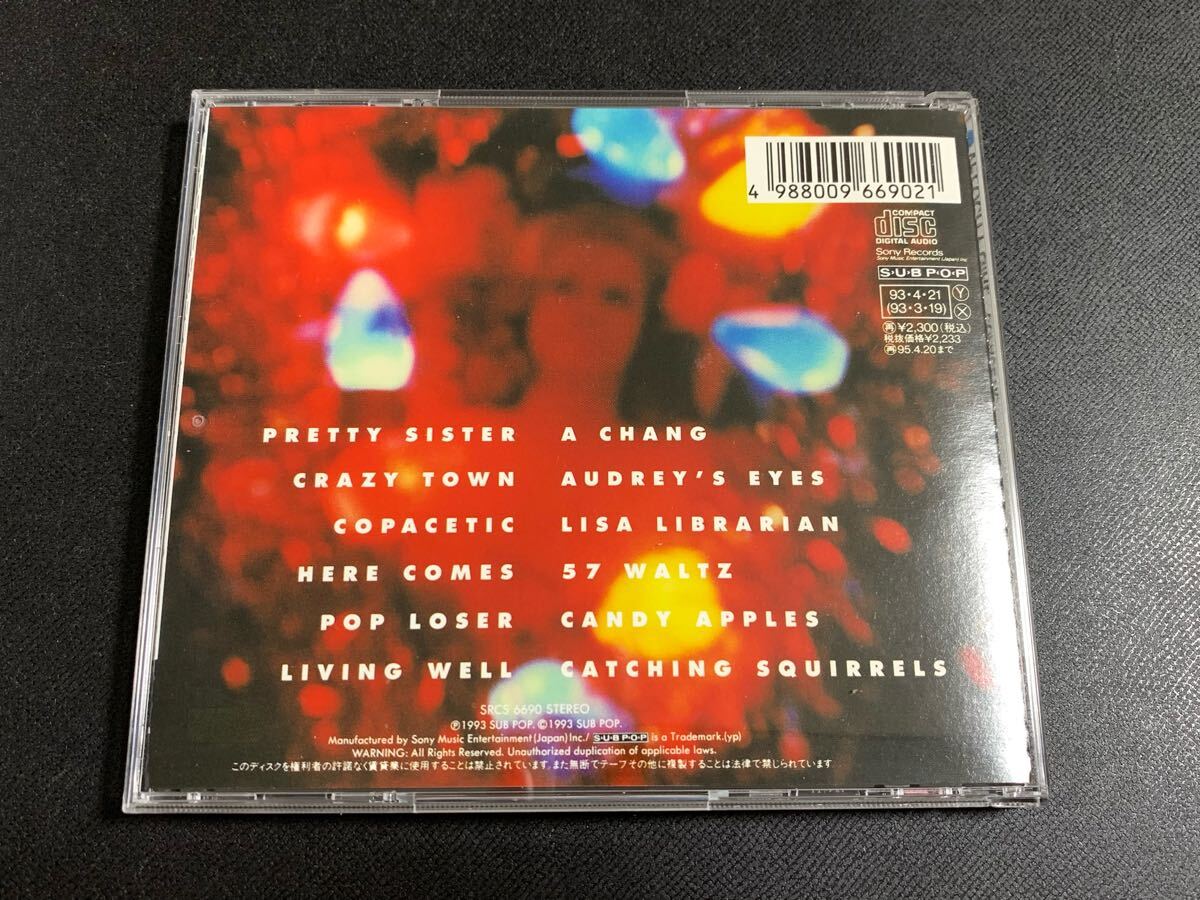 4 988009 669021
COMPACT
disc
DIGITAL AUDIO
Sony Records
Sony Music Entertainment (Japan) Inc.
S·U·B P·O·P
93・4・21 Y
(93・3・19) X
再¥2,300(税込)
税抜価格¥2,233
再95.4.20まで
PRETTY SISTER
CRAZY TOWN
COPACETIC
HERE COMES
POP LOSER
LIVING WELL
A CHANG
AUDREY'S EYES
LISA LIBRARIAN
57 WALTZ
CANDY APPLES
CATCHING SQUIRRELS
SRCS 6690 STEREO
Ⓟ1993 SUB POP. ©1993 SUB POP.
Manufactured by Sony Music Entertainment (Japan) Inc./ S·U·B P·O·P is a Trademark.(yp)
WARNING: All Rights Reserved. Unauthorized duplication of applicable laws.
このディスクを権利者の許諾なく賃貸業に使用することは禁止されています。また無断でテープその他に複製することは法律で禁じられています。